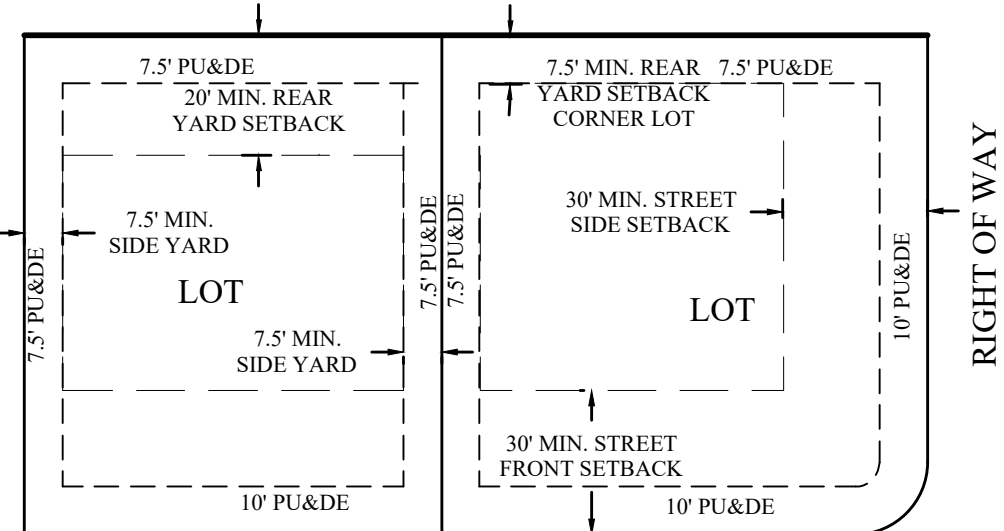 7.5' PU&DE
20' MIN. REAR
YARD SETBACK
7.5' MIN.
SIDE YARD
LOT
7.5' MIN.
SIDE YARD
7.5' PU&DE
10' PU&DE
7.5' PU&DE
7.5' PU&DE
7.5' MIN. REAR
YARD SETBACK
CORNER LOT
7.5' PU&DE
30' MIN. STREET
SIDE SETBACK
LOT
10' PU&DE
30' MIN. STREET
FRONT SETBACK
10' PU&DE
RIGHT OF WAY